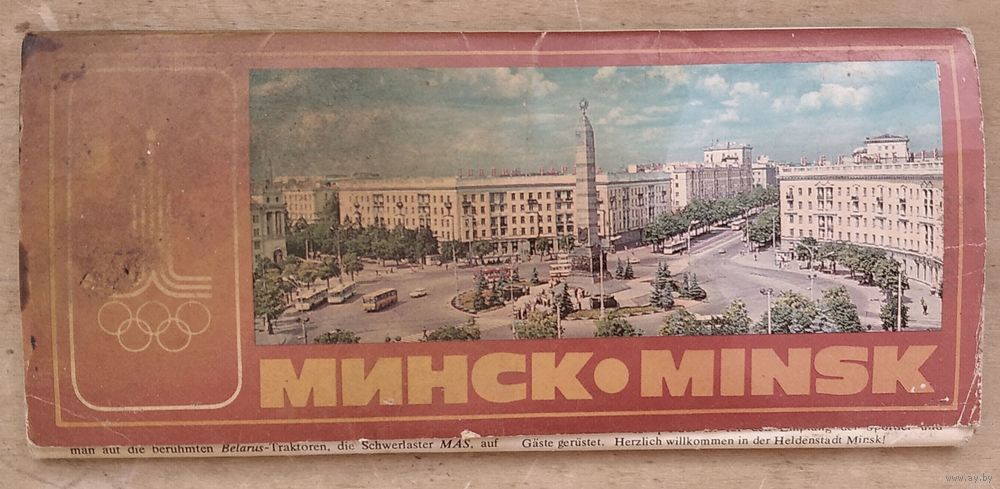 МИНСК • MINSK
man auf die berühmten Belarus-Traktoren, die Schwerlaster MAS, auf
Gäste gerüstet. Herzlich willkommen in der Heldenstadt Minsk!
www.ay.by